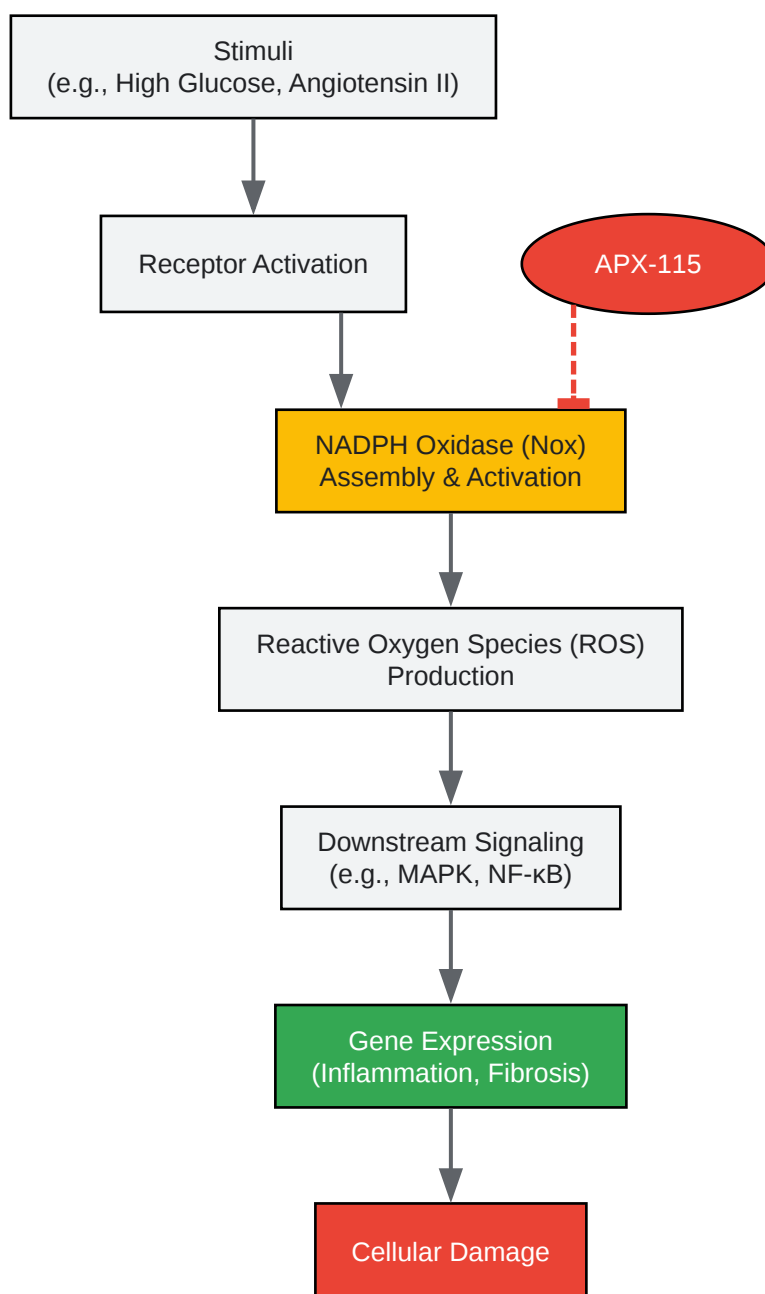 Stimuli
(e.g., High Glucose, Angiotensin II)
Receptor Activation
APX-115
NADPH Oxidase (Nox)
Assembly & Activation
Reactive Oxygen Species (ROS)
Production
Downstream Signaling
(e.g., MAPK, NF-κB)
Gene Expression
(Inflammation, Fibrosis)
Cellular Damage